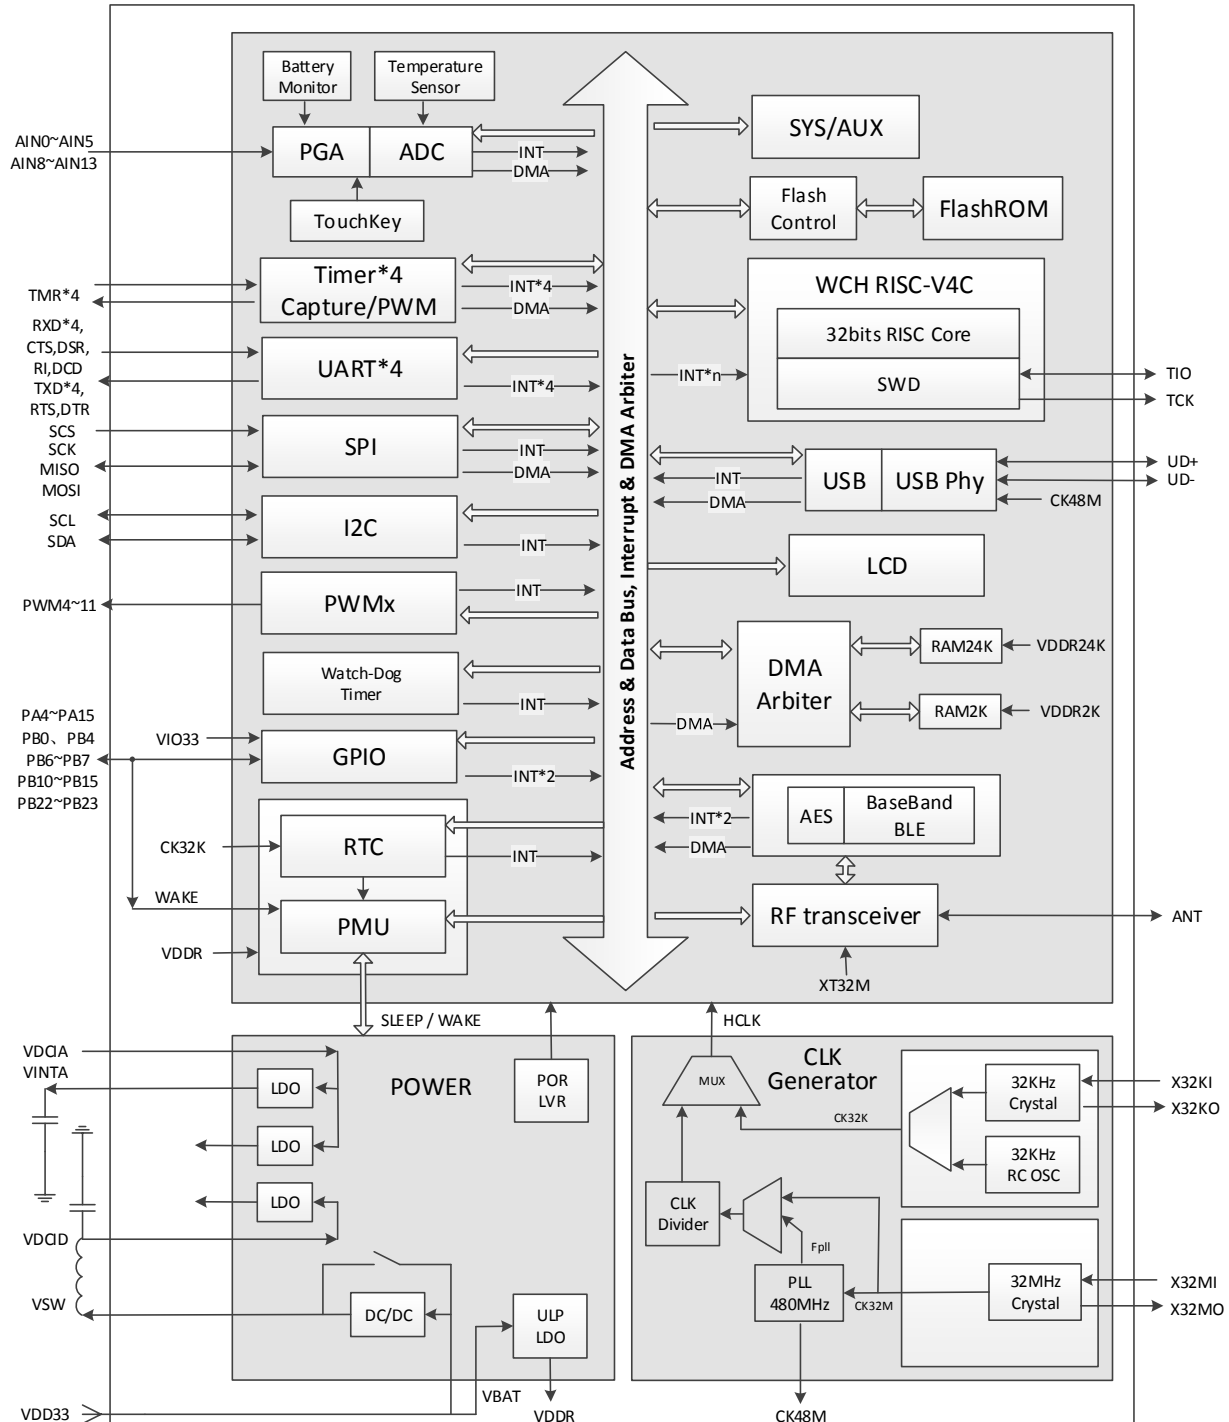 Battery
Monitor
Temperature
Sensor
AIN0~AIN5
AIN8~AIN13
PGA
ADC
INT
DMA
TouchKey
SYS/AUX
Flash
Control
FlashROM
TMR*4
Timer*4
Capture/PWM
INT*4
DMA
WCH RISC-V4C
32bits RISC Core
SWD
INT*n
TIO
TCK
RXD*4,
CTS,DSR,
RI,DCD
TXD*4,
RTS,DTR
UART*4
INT*4
SCS
SCK
MISO
MOSI
SPI
INT
DMA
Address & Data Bus, Interrupt & DMA Arbiter
INT
DMA
USB
USB Phy
UD+
UD-
CK48M
SCL
SDA
I2C
INT
LCD
PWM4~11
PWMx
INT
DMA
Arbiter
DMA
RAM24K
VDDR24K
RAM2K
VDDR2K
Watch-Dog
Timer
INT
PA4~PA15
PB0、PB4
PB6~PB7
PB10~PB15
PB22~PB23
VIO33
GPIO
INT*2
INT*2
DMA
AES
BaseBand
BLE
CK32K
RTC
INT
WAKE
PMU
VDDR
RF transceiver
ANT
XT32M
SLEEP / WAKE
HCLK
VDCIA
VINTA
LDO
LDO
LDO
POWER
POR
LVR
VDCID
VSW
DC/DC
ULP
LDO
VBAT
VDD33
VDDR
CLK
Generator
MUX
CK32K
32KHz
Crystal
32KHz
RC OSC
X32KI
X32KO
CLK
Divider
Fpll
PLL
480MHz
CK32M
32MHz
Crystal
X32MI
X32MO
CK48M